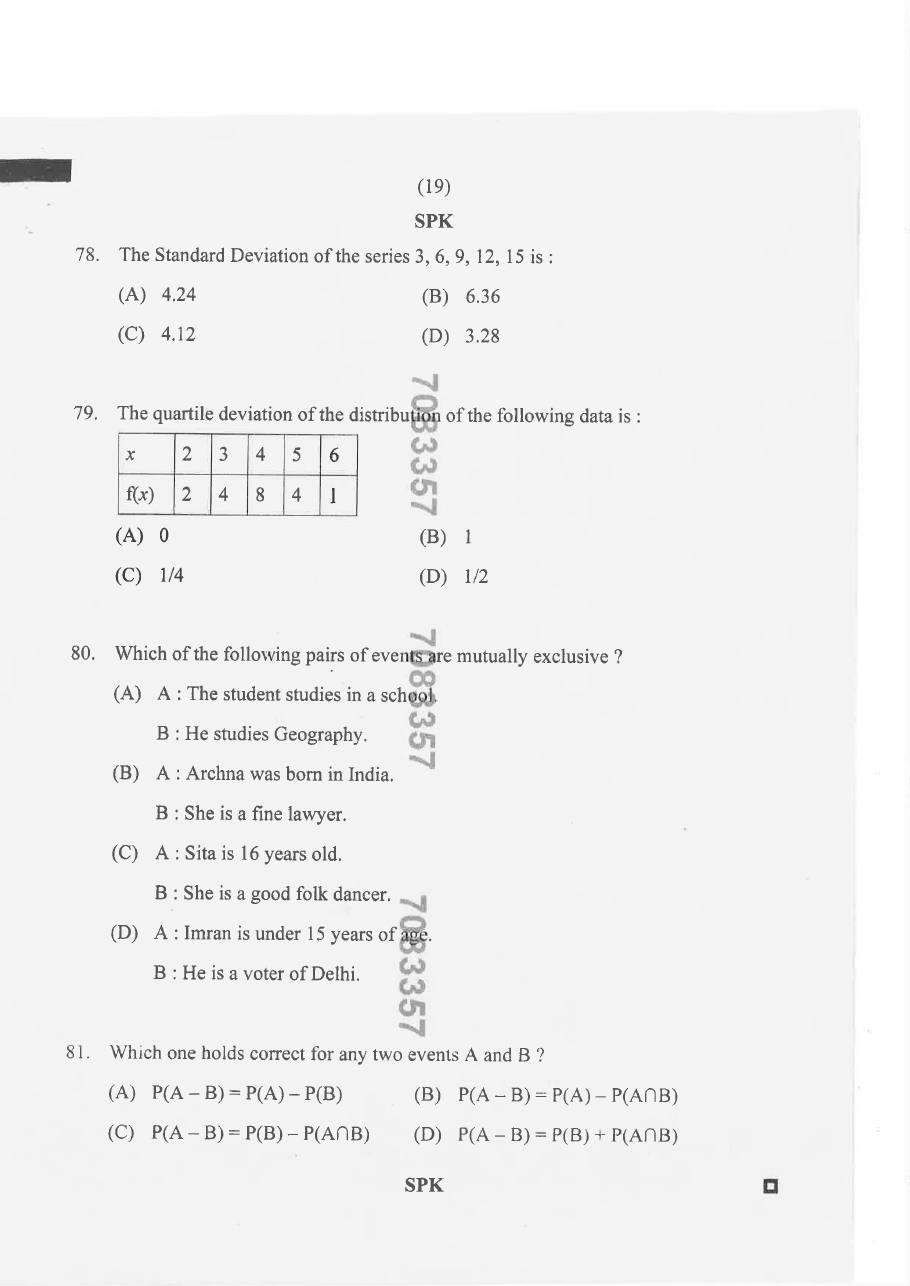 (19)
SPK
78. The Standard Deviation of the series 3, 6, 9, 12, 15 is :
(A) 4.24 (B) 6.36
(C) 4.12 (D) 3.28
79. The quartile deviation of the distribution of the following data is :
x 2 3 4 5 6
f(x) 2 4 8 4 1
(A) 0 (B) 1
(C) 1/4 (D) 1/2
7083357
80. Which of the following pairs of events are mutually exclusive ?
(A) A : The student studies in a school.
B : He studies Geography.
(B) A : Archna was born in India.
B : She is a fine lawyer.
7083357
(C) A : Sita is 16 years old.
B : She is a good folk dancer.
(D) A : Imran is under 15 years of age.
B : He is a voter of Delhi.
7083357
81. Which one holds correct for any two events A and B ?
(A) P(A – B) = P(A) – P(B) (B) P(A – B) = P(A) – P(A∩B)
(C) P(A – B) = P(B) – P(A∩B) (D) P(A – B) = P(B) + P(A∩B)
SPK